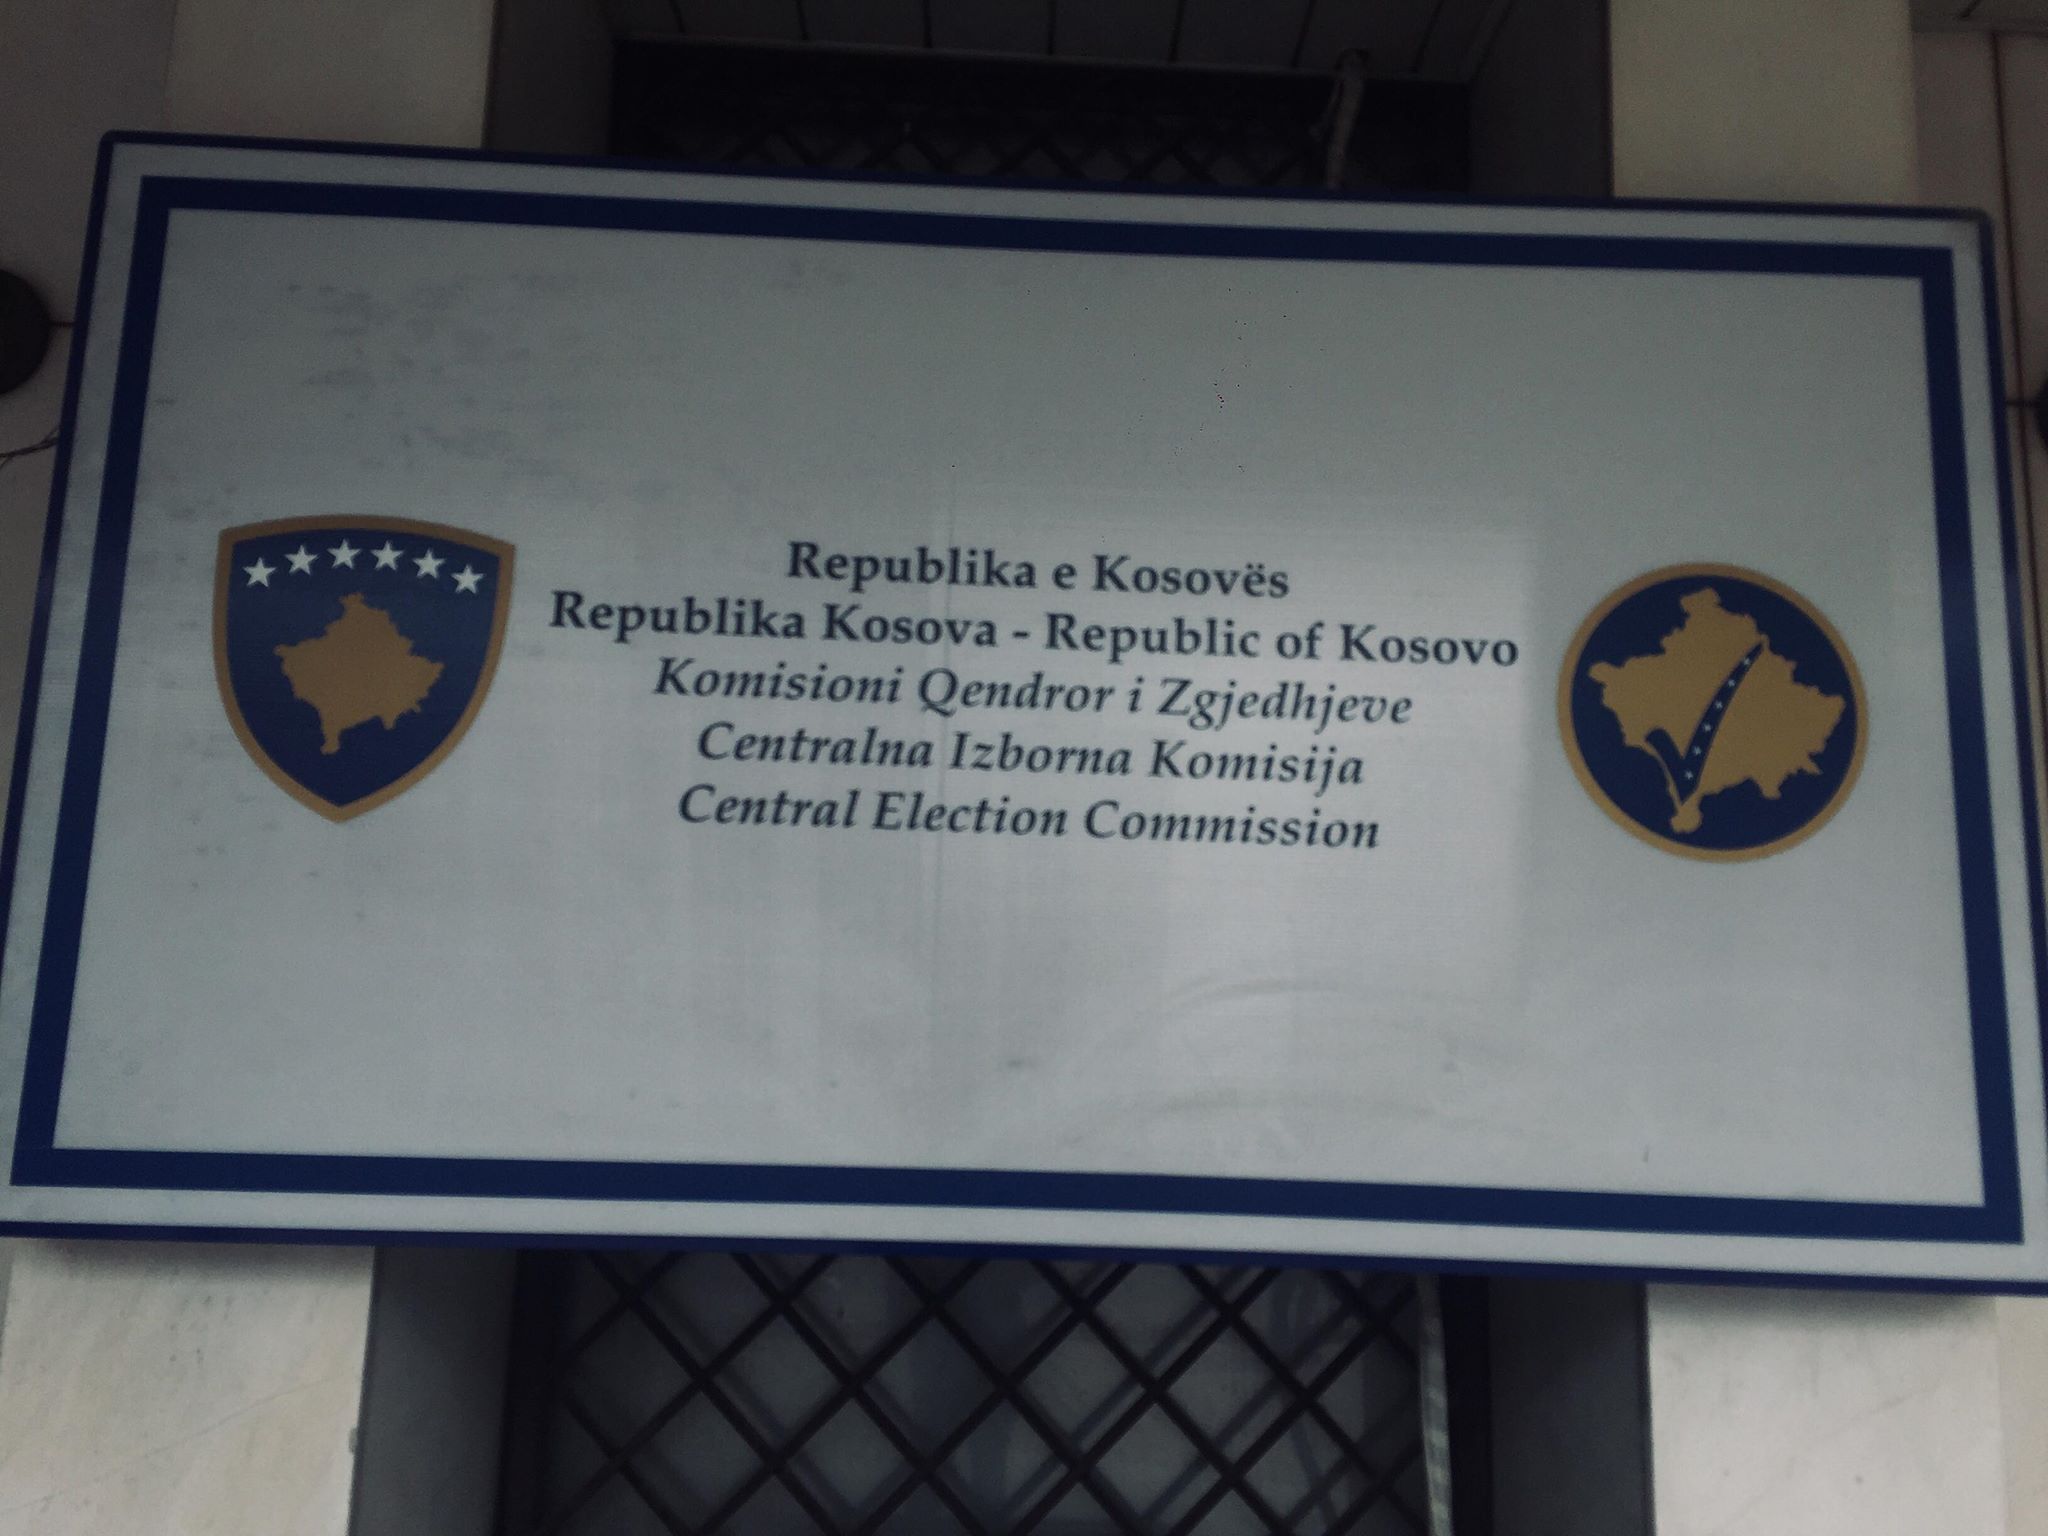 Republika e Kosovës
Republika Kosova - Republic of Kosovo
Komisioni Qendror i Zgjedhjeve
Centralna Izborna Komisija
Central Election Commission